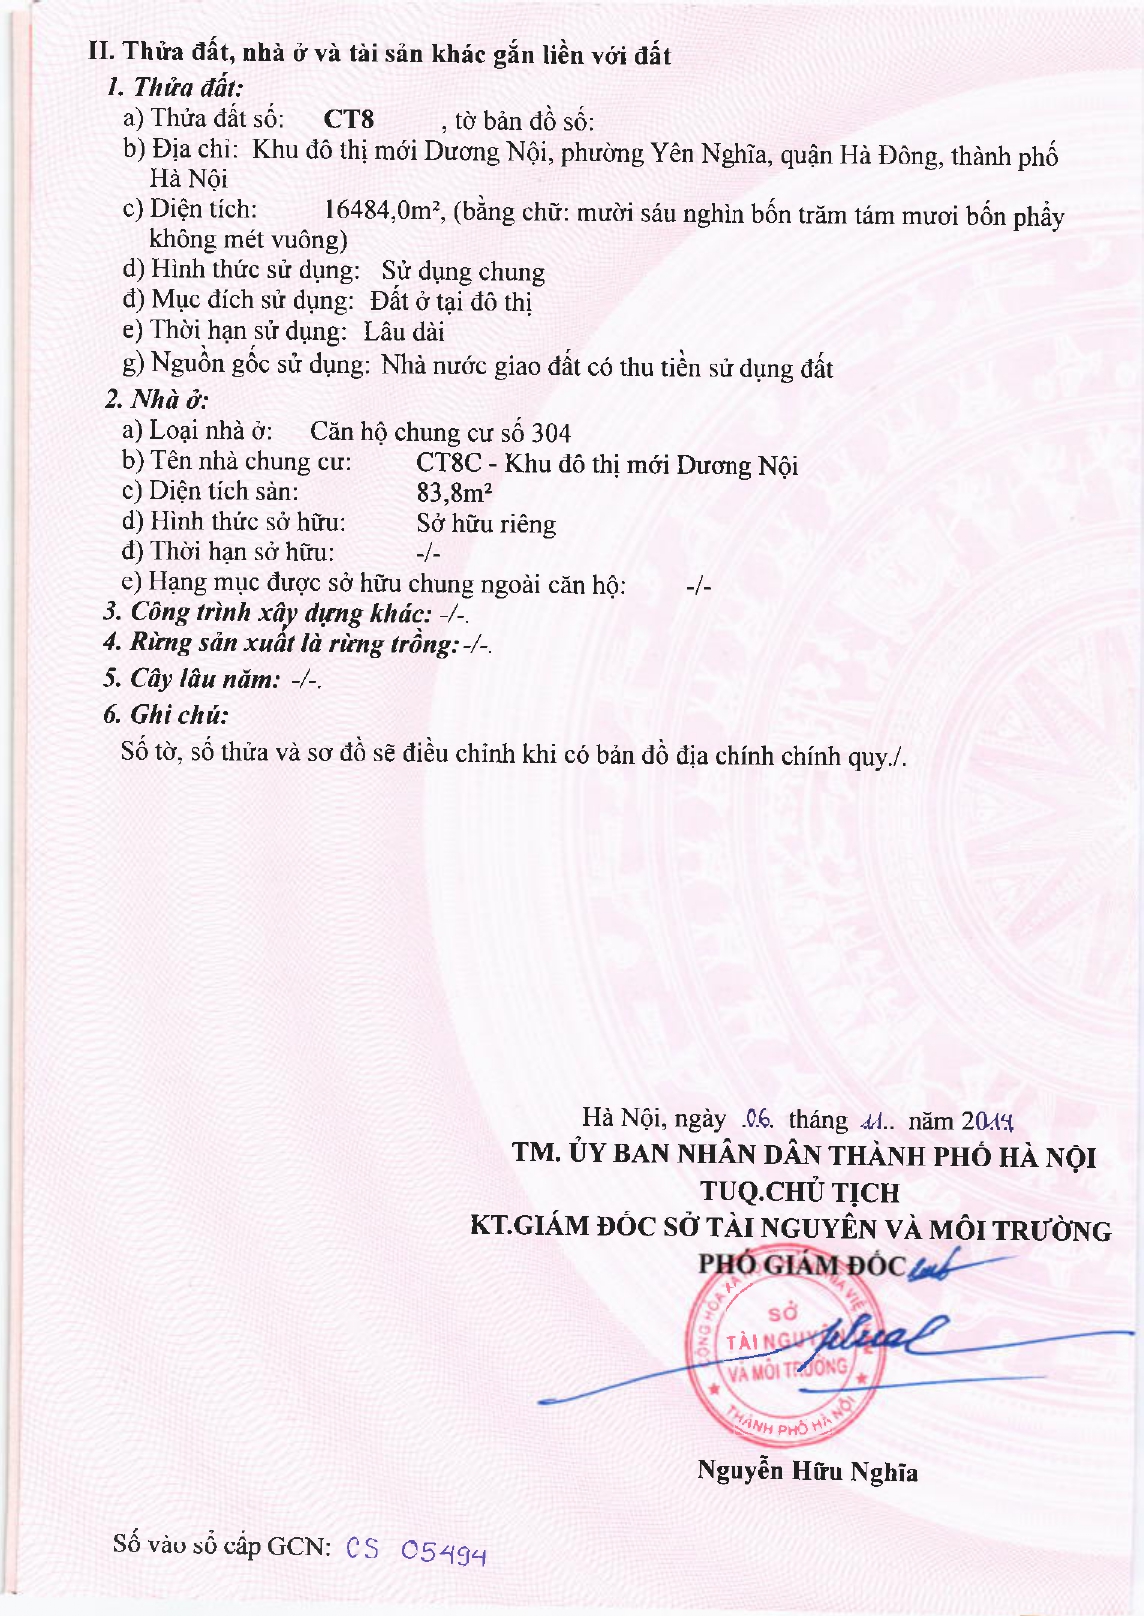 II. Thửa đất, nhà ở và tài sản khác gắn liền với đất
1. Thửa đất:
a) Thửa đất số: CT8 , tờ bản đồ số:
b) Địa chỉ: Khu đô thị mới Dương Nội, phường Yên Nghĩa, quận Hà Đông, thành phố
Hà Nội
c) Diện tích: 16484,0m², (bằng chữ: mười sáu nghìn bốn trăm tám mươi bốn phẩy
không mét vuông)
d) Hình thức sử dụng: Sử dụng chung
đ) Mục đích sử dụng: Đất ở tại đô thị
e) Thời hạn sử dụng: Lâu dài
g) Nguồn gốc sử dụng: Nhà nước giao đất có thu tiền sử dụng đất
2. Nhà ở:
a) Loại nhà ở: Căn hộ chung cư số 304
b) Tên nhà chung cư: CT8C - Khu đô thị mới Dương Nội
c) Diện tích sàn: 83,8m²
d) Hình thức sở hữu: Sở hữu riêng
đ) Thời hạn sở hữu: -/-
e) Hạng mục được sở hữu chung ngoài căn hộ: -/-
3. Công trình xây dựng khác: -/-.
4. Rừng sản xuất là rừng trồng: -/-.
5. Cây lâu năm: -/-.
6. Ghi chú:
Số tờ, số thửa và sơ đồ sẽ điều chỉnh khi có bản đồ địa chính chính quy./.
Hà Nội, ngày .06. tháng 11.. năm 2014
TM. ỦY BAN NHÂN DÂN THÀNH PHỐ HÀ NỘI
TUQ.CHỦ TỊCH
KT.GIÁM ĐỐC SỞ TÀI NGUYÊN VÀ MÔI TRƯỜNG
PHÓ GIÁM ĐỐC
SỞ
TÀI NGUYÊN
VÀ MÔI TRƯỜNG
THÀNH PHỐ HÀ NỘI
Nguyễn Hữu Nghĩa
Số vào sổ cấp GCN: CS 05494